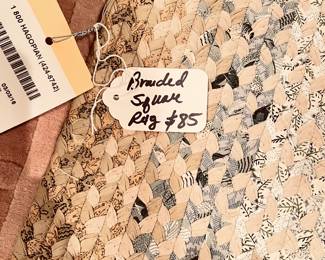 1 800 HAGOPIAN (424-6742)
Braided
Square
Rug $85